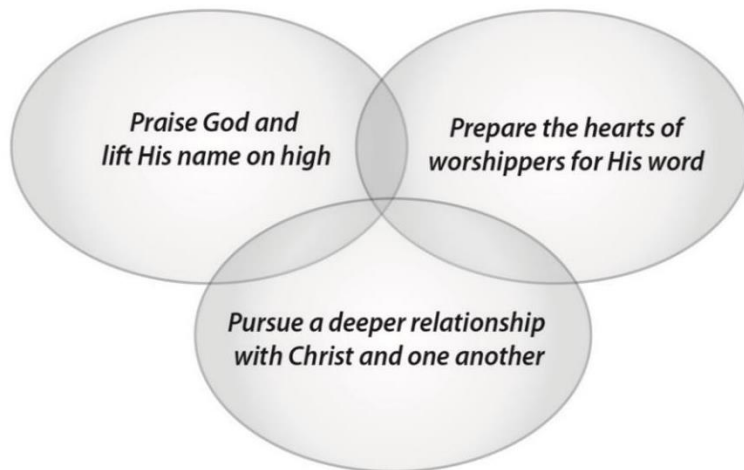 Praise God and
lift His name on high
Prepare the hearts of
worshippers for His word
Pursue a deeper relationship
with Christ and one another